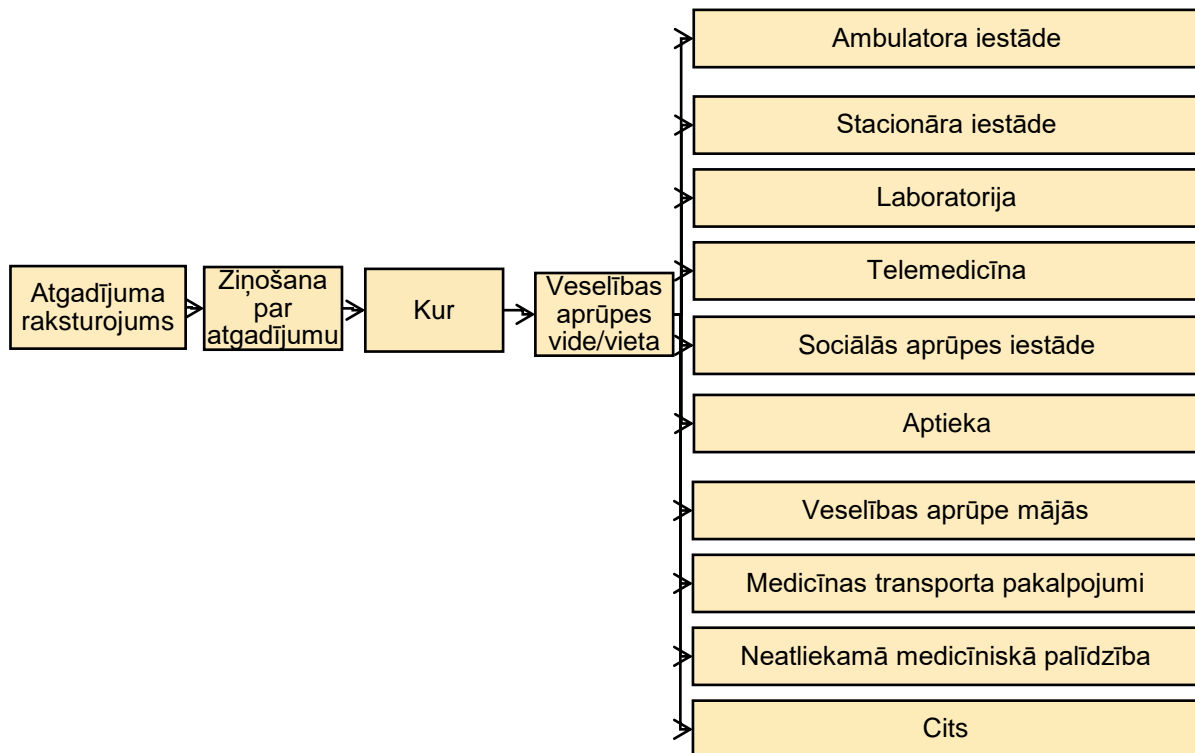 Atgadījuma
raksturojums
Ziņošana
par
atgadījumu
Kur
Veselības
aprūpes
vide/vieta
Ambulatora iestāde
Stacionāra iestāde
Laboratorija
Telemedicīna
Sociālās aprūpes iestāde
Aptieka
Veselības aprūpe mājās
Medicīnas transporta pakalpojumi
Neatliekamā medicīniskā palīdzība
Cits